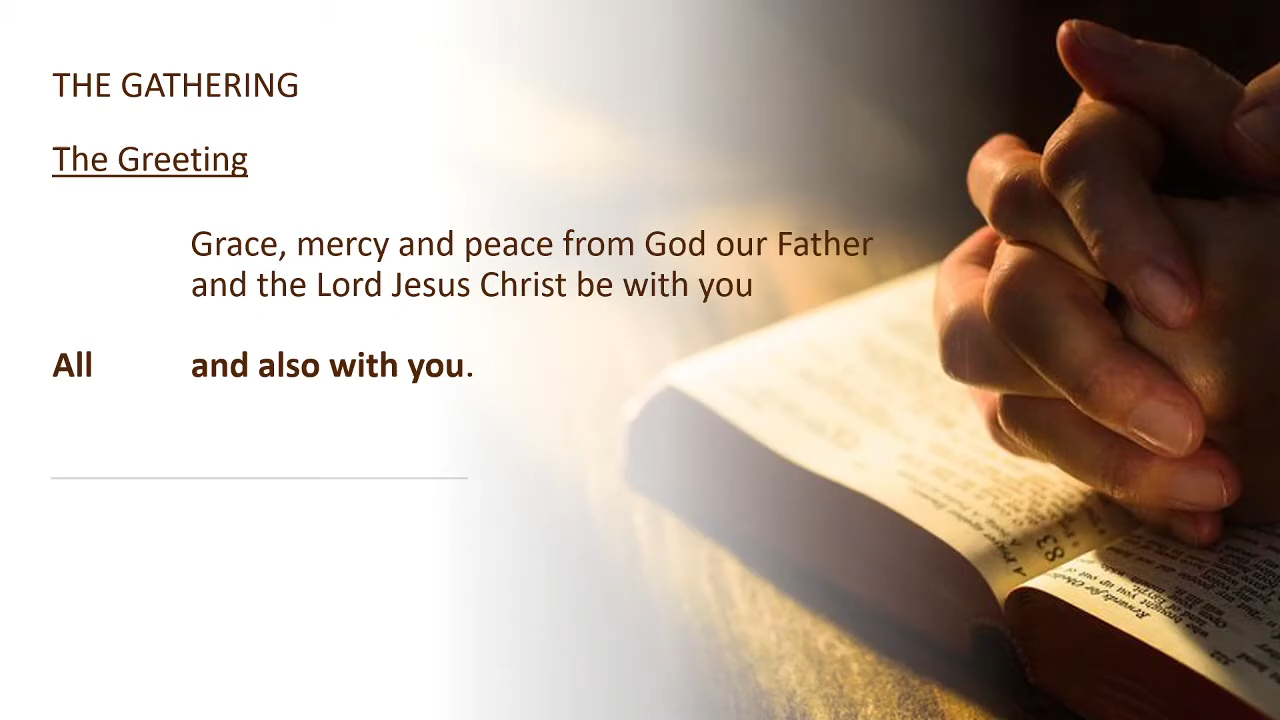 THE GATHERING
The Greeting
Grace, mercy and peace from God our Father
and the Lord Jesus Christ be with you
All and also with you.
83